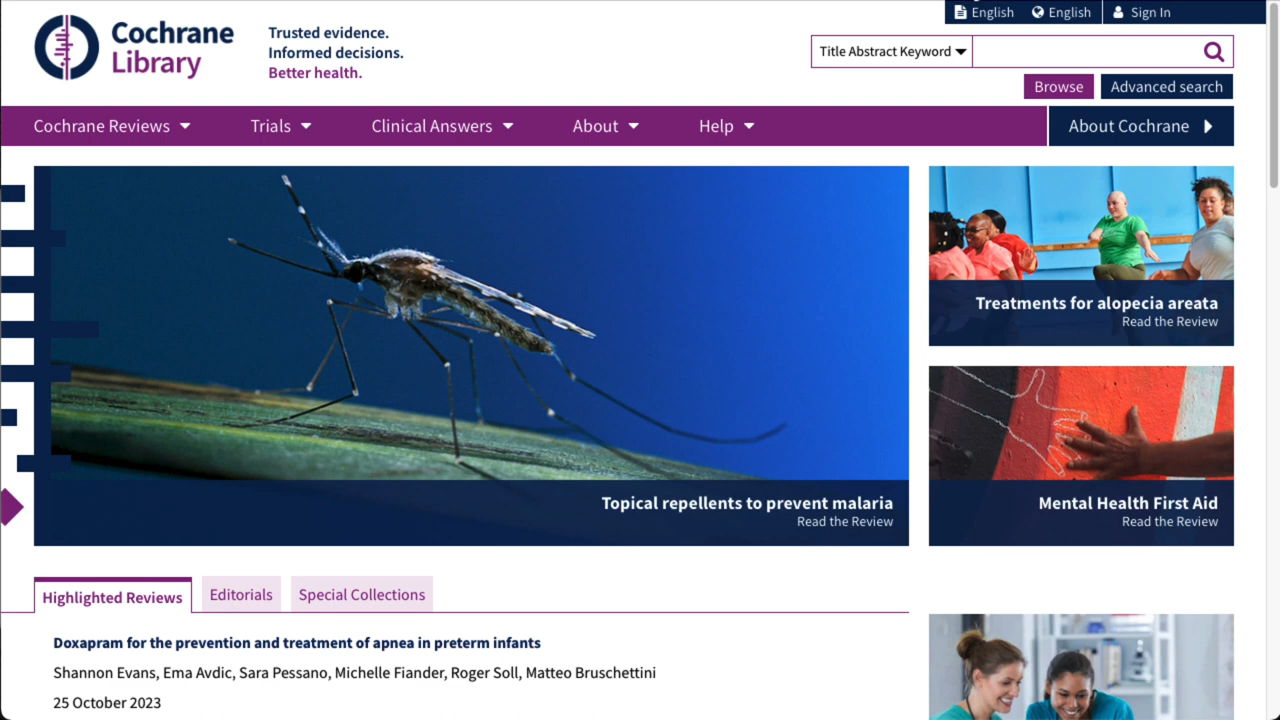 English English Sign In
Cochrane
Library
Trusted evidence.
Informed decisions.
Better health.
Title Abstract Keyword
Browse Advanced search
Cochrane Reviews Trials Clinical Answers About Help About Cochrane
Topical repellents to prevent malaria
Read the Review
Treatments for alopecia areata
Read the Review
Mental Health First Aid
Read the Review
Highlighted Reviews Editorials Special Collections
Doxapram for the prevention and treatment of apnea in preterm infants
Shannon Evans, Ema Avdic, Sara Pessano, Michelle Fiander, Roger Soll, Matteo Bruschettini
25 October 2023